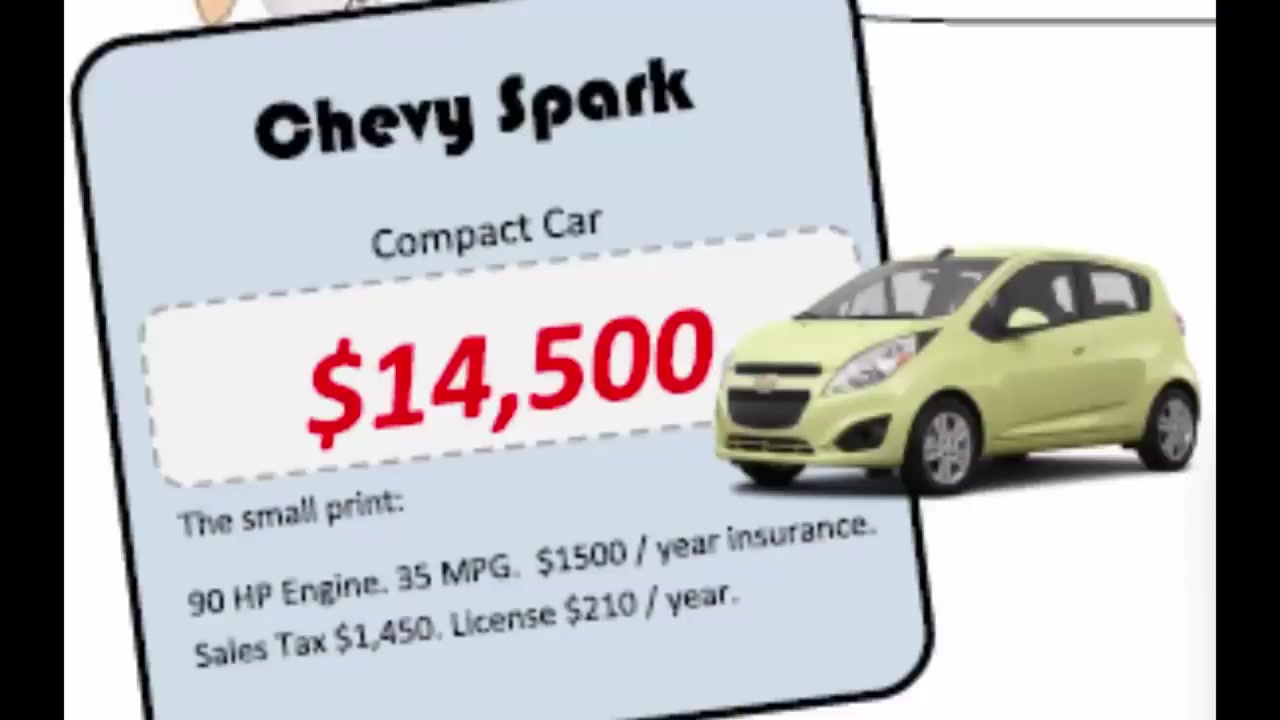 Chevy Spark
Compact Car
$14,500
The small print:
90 HP Engine. 35 MPG.  $1500 / year insurance.
Sales Tax $1,450. License $210 / year.